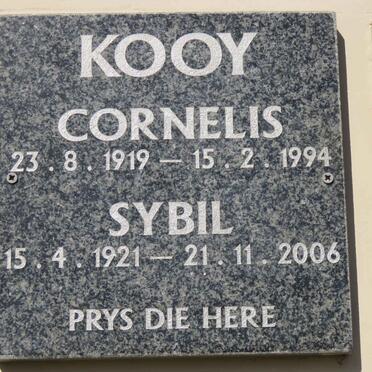 KOOY
CORNELIS
23 . 8 . 1919 — 15 . 2 . 1994
SYBIL
15 . 4 . 1921 — 21 . 11 . 2006
PRYS DIE HERE